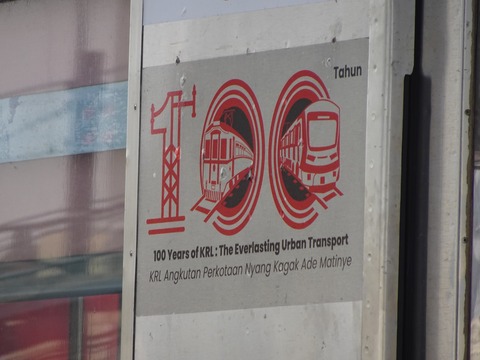 100
Tahun
100 Years of KRL : The Everlasting Urban Transport
KRL Angkutan Perkotaan Nyang Kagak Ade Matinye